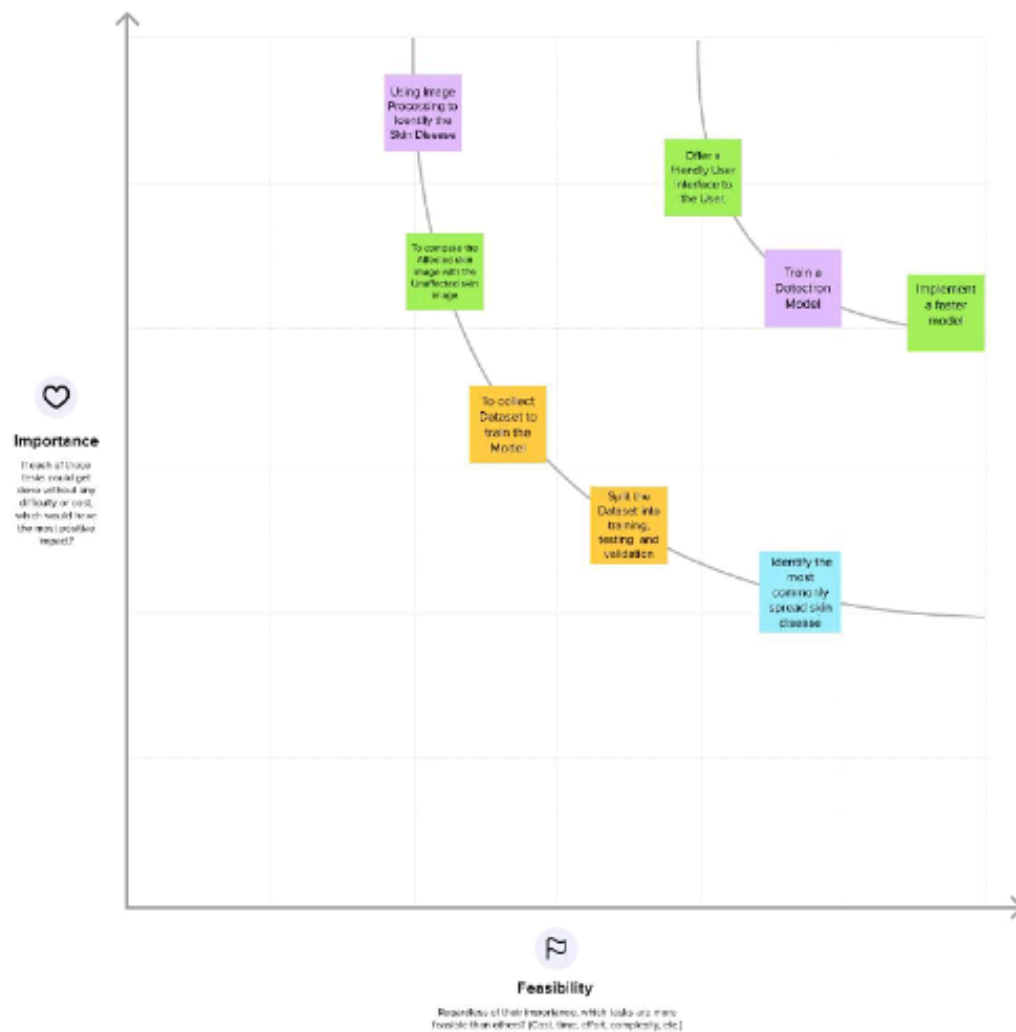 Using Image
Processing to
Identify the
Skin Disease
Offer a
friendly User
Interface to
the User.
To compare the
Affected skin
image with the
Unaffected skin
image
Train a
Detectron
Model
Implement
a faster
model
To collect
Dataset to
train the
Model
Importance
If each of these
tasks could get
done without any
difficulty or cost,
which would have
the most positive
impact?
Split the
Dataset into
training,
testing and
validation
Identify the
most
commonly
spread skin
disease
Feasibility
Regardless of their importance, which tasks are more
feasible than others? (Cost, time, effort, complexity, etc.)